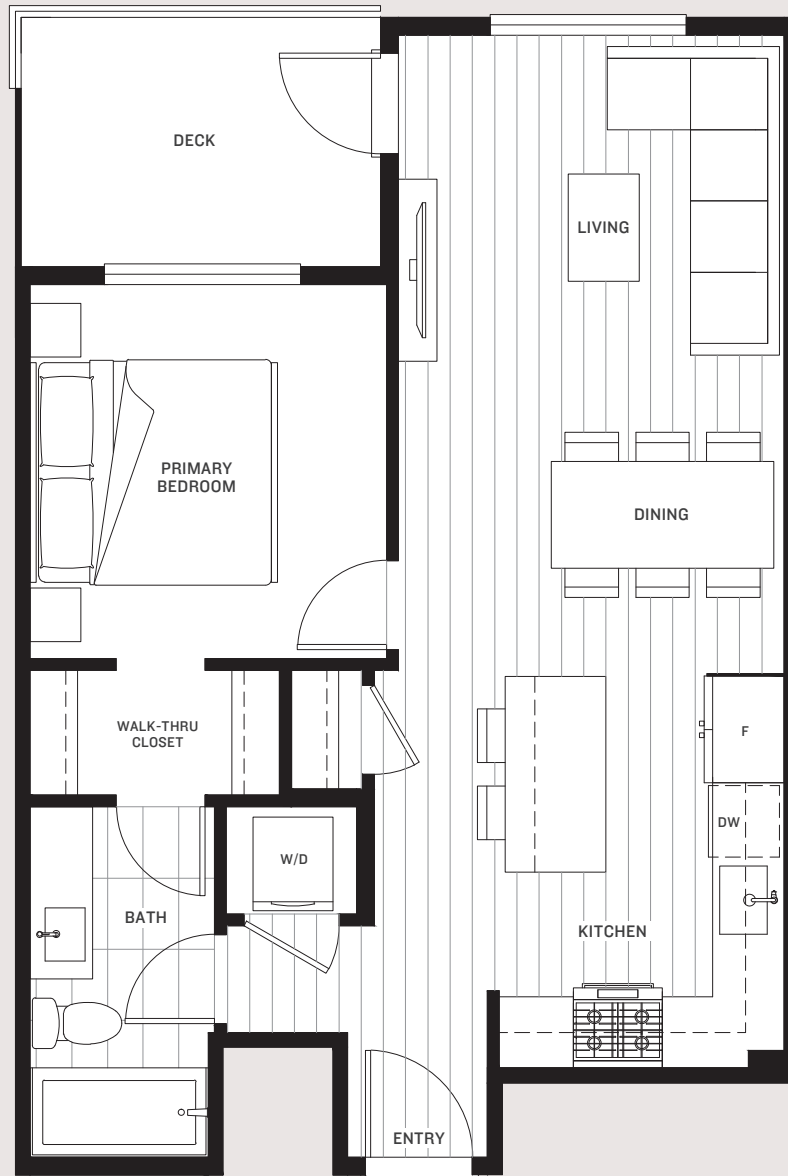 DECK
LIVING
PRIMARY
BEDROOM
DINING
WALK-THRU
CLOSET
F
DW
W/D
BATH
KITCHEN
ENTRY